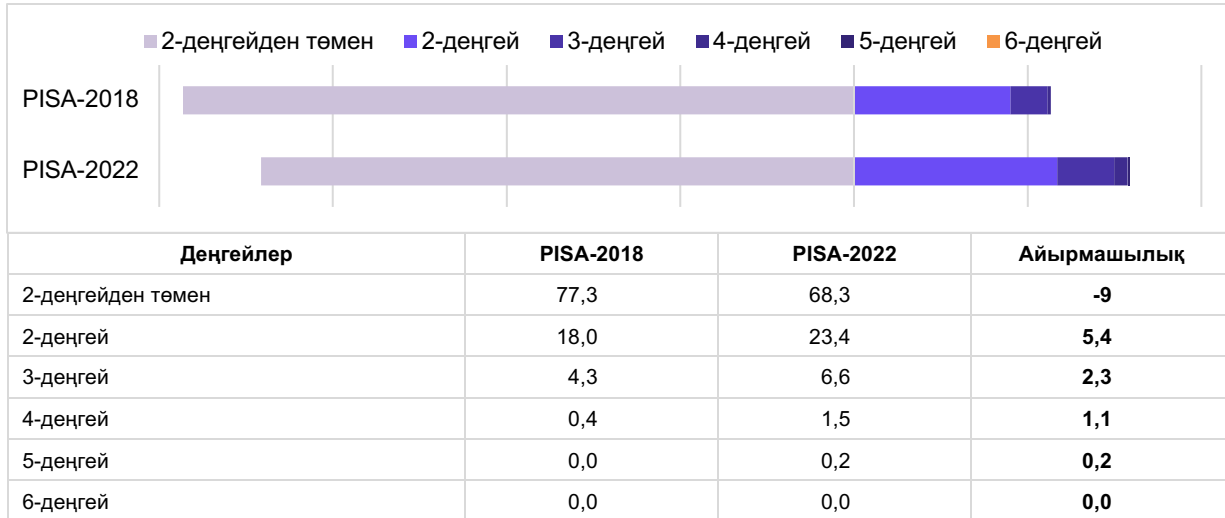 2-деңгейден төмен 2-деңгей 3-деңгей 4-деңгей 5-деңгей 6-деңгей
PISA-2018
PISA-2022
Деңгейлер PISA-2018 PISA-2022 Айырмашылық
2-деңгейден төмен 77,3 68,3 -9
2-деңгей 18,0 23,4 5,4
3-деңгей 4,3 6,6 2,3
4-деңгей 0,4 1,5 1,1
5-деңгей 0,0 0,2 0,2
6-деңгей 0,0 0,0 0,0